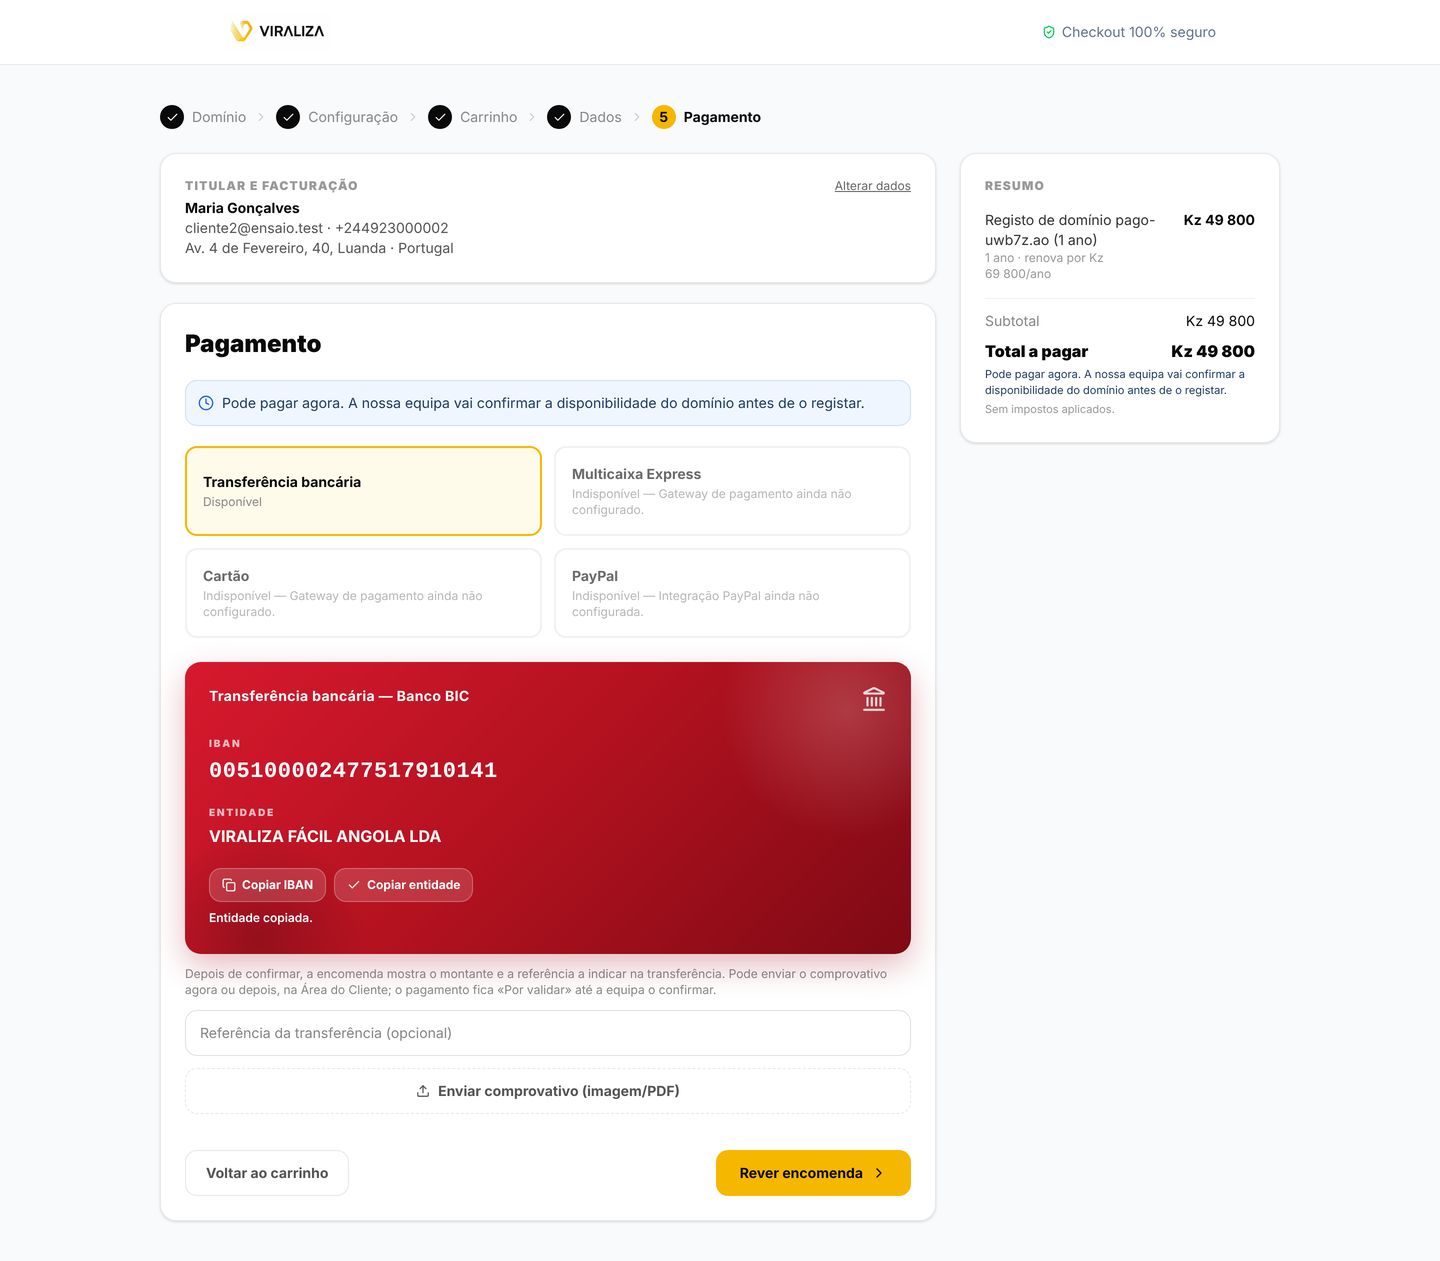 VIRALIZA
Checkout 100% seguro
Domínio
Configuração
Carrinho
Dados
5 Pagamento
TITULAR E FACTURAÇÃO
Alterar dados
Maria Gonçalves
cliente2@ensaio.test · +244923000002
Av. 4 de Fevereiro, 40, Luanda · Portugal
Pagamento
Pode pagar agora. A nossa equipa vai confirmar a disponibilidade do domínio antes de o registar.
Transferência bancária
Disponível
Multicaixa Express
Indisponível — Gateway de pagamento ainda não
configurado.
Cartão
Indisponível — Gateway de pagamento ainda não
configurado.
PayPal
Indisponível — Integração PayPal ainda não
configurada.
Transferência bancária — Banco BIC
IBAN
005100002477517910141
ENTIDADE
VIRALIZA FÁCIL ANGOLA LDA
Copiar IBAN
Copiar entidade
Entidade copiada.
Depois de confirmar, a encomenda mostra o montante e a referência a indicar na transferência. Pode enviar o comprovativo
agora ou depois, na Área do Cliente; o pagamento fica «Por validar» até a equipa o confirmar.
Referência da transferência (opcional)
Enviar comprovativo (imagem/PDF)
Voltar ao carrinho
Rever encomenda
RESUMO
Registo de domínio pago-
uwb7z.ao (1 ano)
Kz 49 800
1 ano · renova por Kz
69 800/ano
Subtotal
Kz 49 800
Total a pagar
Kz 49 800
Pode pagar agora. A nossa equipa vai confirmar a
disponibilidade do domínio antes de o registar.
Sem impostos aplicados.